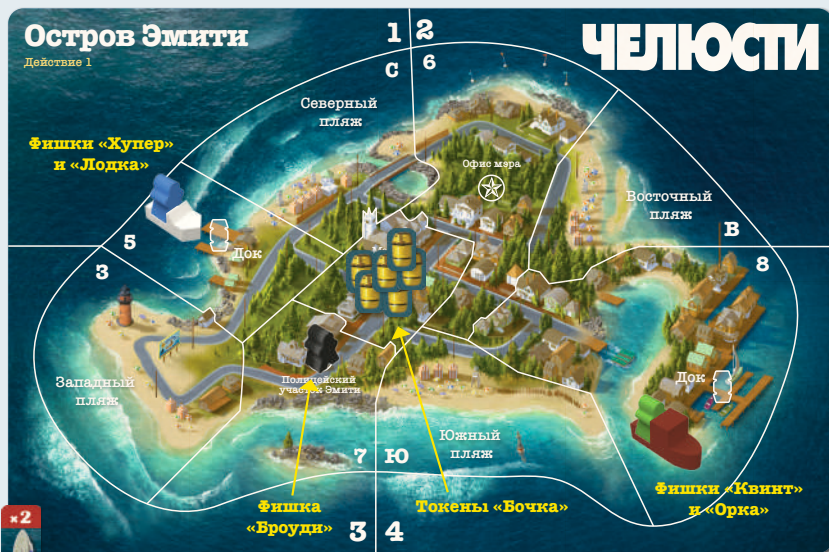 Остров Эмити
Действие 1
ЧЕЛЮСТИ
1
2
С
6
Северный
пляж
Фишки «Хупер»
и «Лодка»
Офис мэра
Восточный
пляж
В
5
Док
3
8
Западный
пляж
Полицейский
участок Эмити
Док
Южный
пляж
7
Ю
Фишка
«Броуди»
Токены «Бочка»
Фишки «Квинт»
и «Орка»
×2
3
4